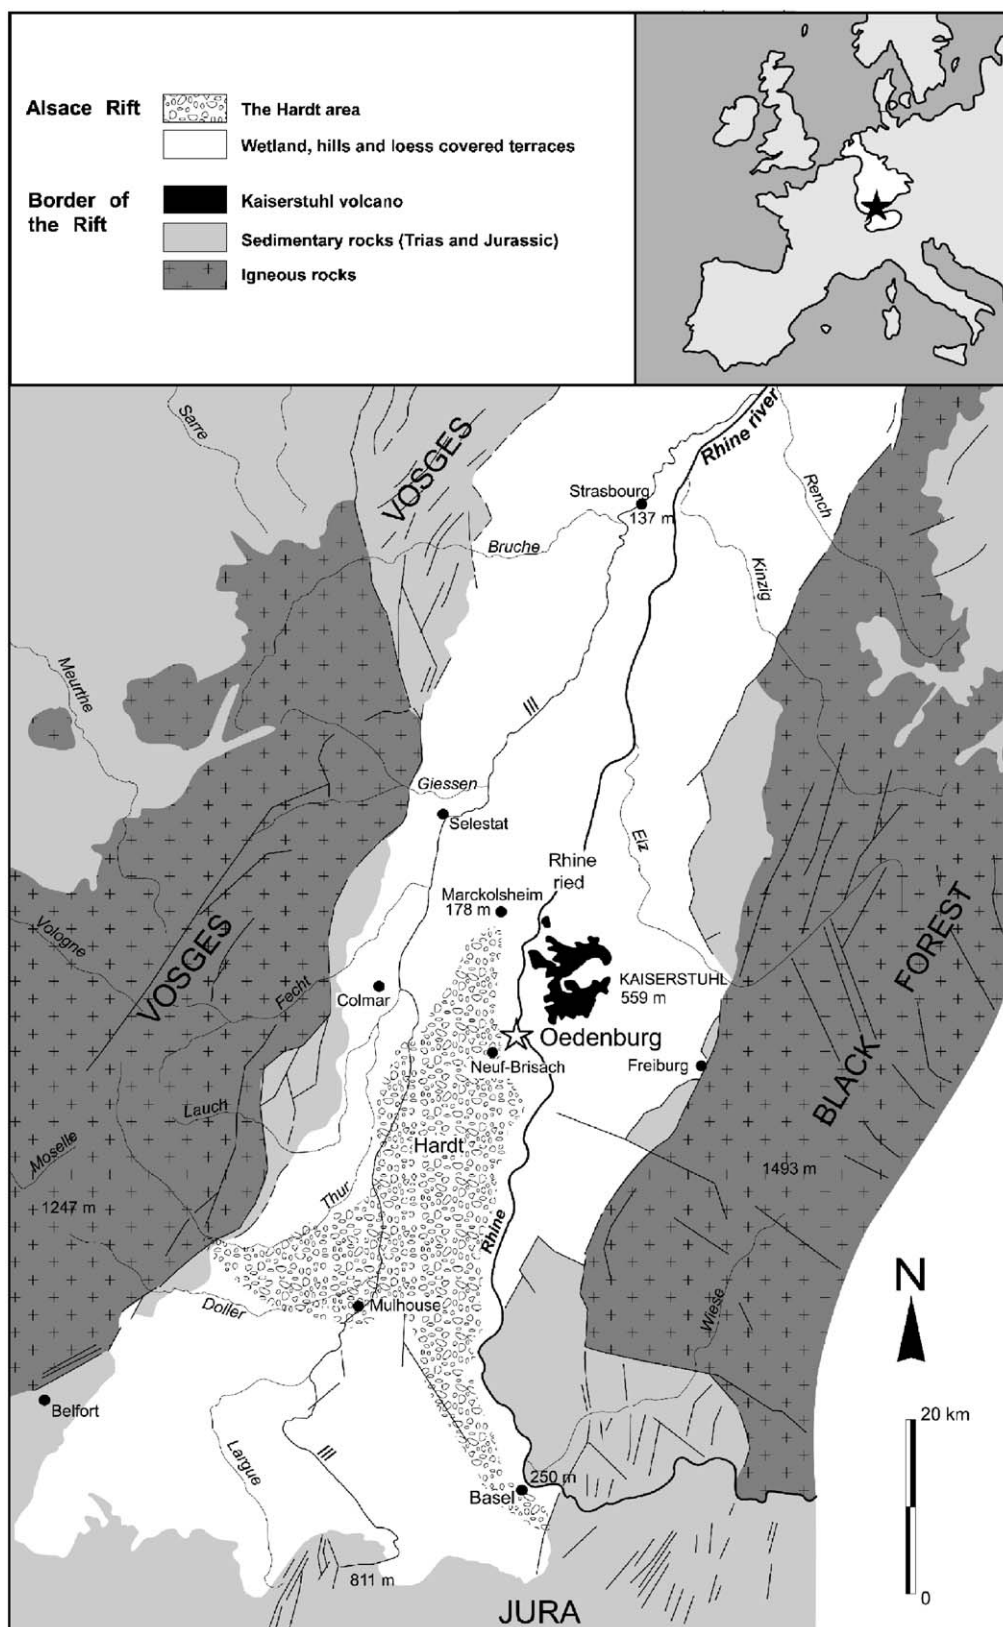 Alsace Rift
The Hardt area
Wetland, hills and loess covered terraces
Border of
the Rift
Kaiserstuhl volcano
Sedimentary rocks (Trias and Jurassic)
Igneous rocks
Sarre
VOSGES
Rhine river
Strasbourg
137 m
Rench
Bruche
Kinzig
Meurthe
Ill
Giessen
Selestat
Elz
Rhine
ried
Marckolsheim
178 m
Vologne
VOSGES
Fecht
Colmar
KAISERSTUHL
559 m
BLACK FOREST
Oedenburg
Neuf-Brisach
Freiburg
Lauch
Moselle
Hardt
1493 m
1247 m
Thur
Rhine
N
Doller
Mulhouse
Wiese
Belfort
20 km
Largue
Ill
250 m
Basel
811 m
0
JURA